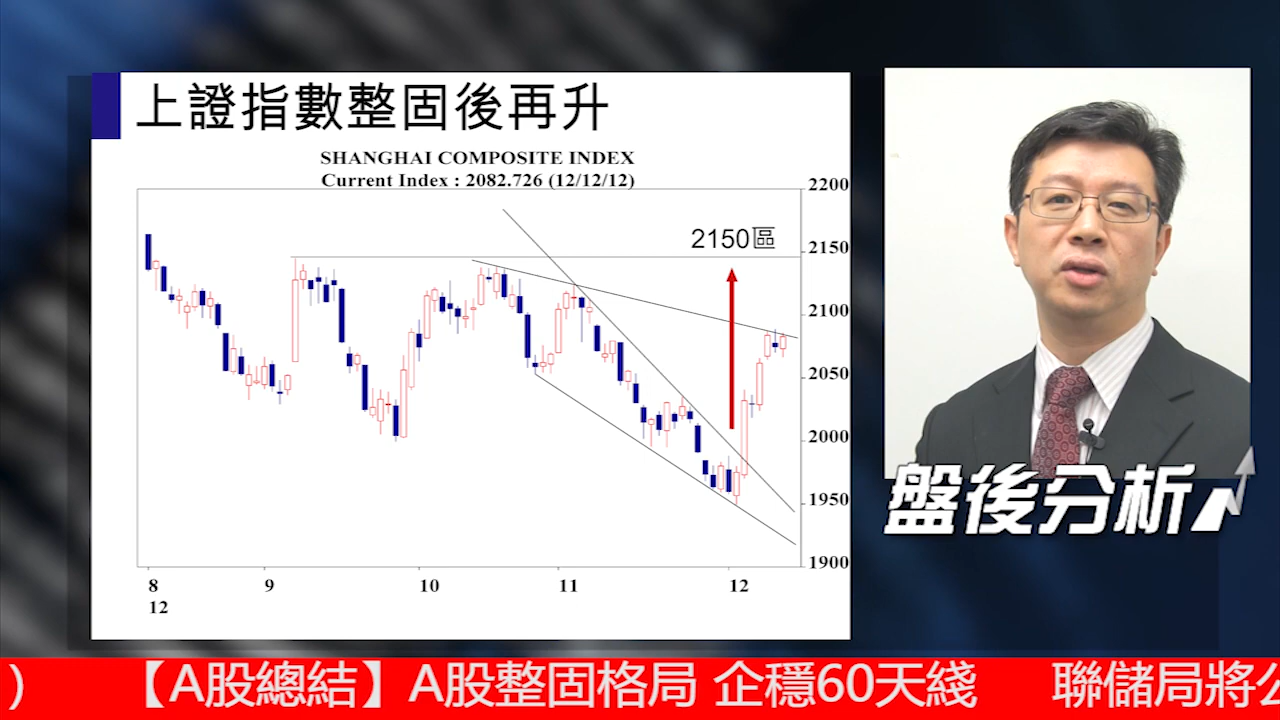 上證指數整固後再升
SHANGHAI COMPOSITE INDEX
Current Index : 2082.726 (12/12/12)
2200
2150區
2150
2100
2050
2000
1950
1900
8 9 10 11 12
12
盤後分析
） 【A股總結】A股整固格局 企穩60天綫 聯儲局將公